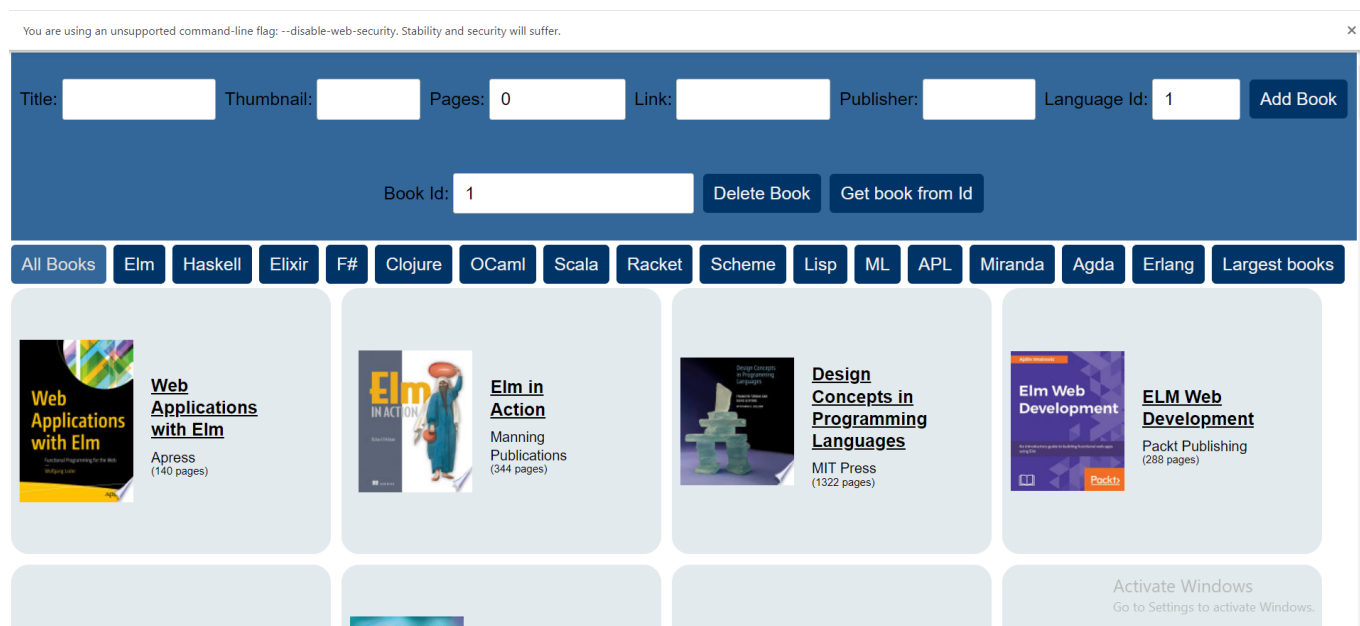 You are using an unsupported command-line flag: --disable-web-security. Stability and security will suffer.
Title: Thumbnail: Pages: 0 Link: Publisher: Language Id: 1 Add Book
Book Id: 1 Delete Book Get book from Id
All Books Elm Haskell Elixir F# Clojure OCaml Scala Racket Scheme Lisp ML APL Miranda Agda Erlang Largest books
Web
Applications
with Elm
Functional Programming for the Web
Wolfgang Loder
Web
Applications
with Elm
Apress
(140 pages)
Elm
IN ACTION
MANNING
Elm in
Action
Manning
Publications
(344 pages)
Design Concepts
in Programming
Languages
Design
Concepts in
Programming
Languages
MIT Press
(1322 pages)
Elm Web
Development
Packt>
ELM Web
Development
Packt Publishing
(288 pages)
Activate Windows
Go to Settings to activate Windows.